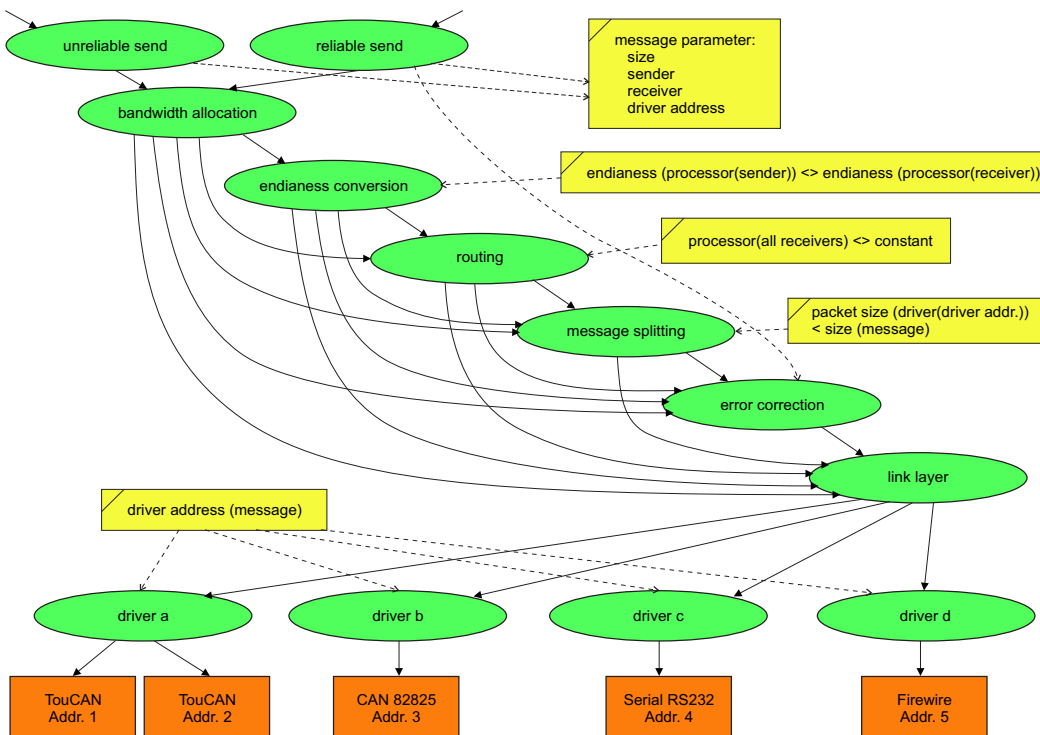 unreliable send
reliable send
message parameter:
size
sender
receiver
driver address
bandwidth allocation
endianess conversion
endianess (processor(sender)) <> endianess (processor(receiver))
routing
processor(all receivers) <> constant
message splitting
packet size (driver(driver addr.))
< size (message)
error correction
link layer
driver address (message)
driver a
driver b
driver c
driver d
TouCAN
Addr. 1
TouCAN
Addr. 2
CAN 82825
Addr. 3
Serial RS232
Addr. 4
Firewire
Addr. 5